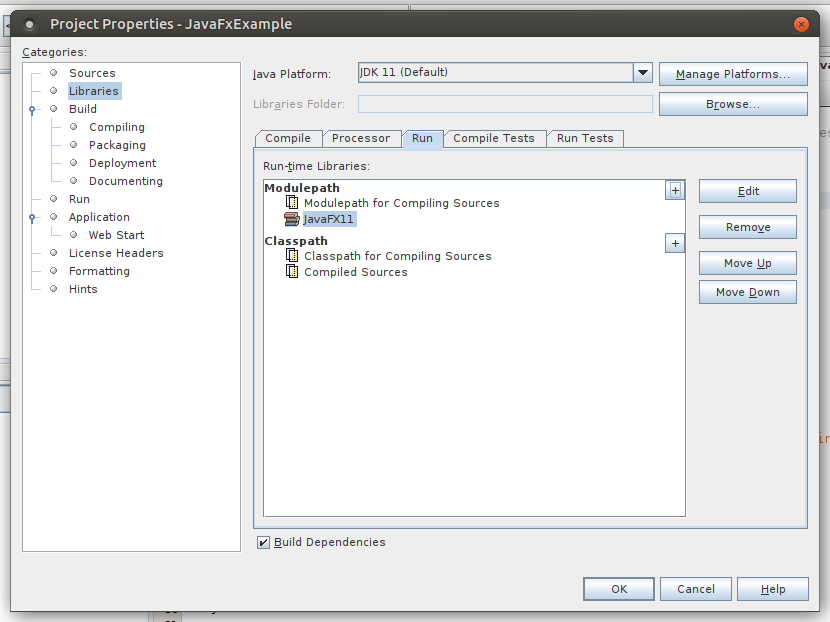 Project Properties - JavaFxExample
Categories:
Sources
Libraries
Build
Compiling
Packaging
Deployment
Documenting
Run
Application
Web Start
License Headers
Formatting
Hints
Java Platform:
JDK 11 (Default)
Manage Platforms...
Libraries Folder:
Browse...
Compile
Processor
Run
Compile Tests
Run Tests
Run-time Libraries:
Modulepath
Modulepath for Compiling Sources
JavaFX11
Classpath
Classpath for Compiling Sources
Compiled Sources
+
+
Edit
Remove
Move Up
Move Down
Build Dependencies
OK
Cancel
Help